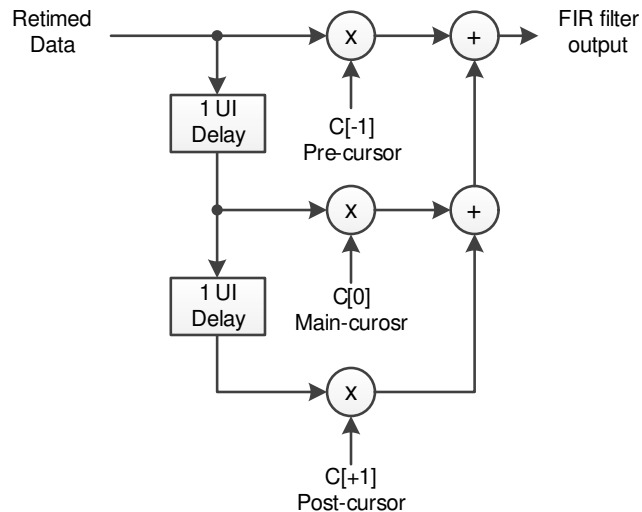 Retimed
Data
FIR filter
output
x
+
1 UI
Delay
C[-1]
Pre-cursor
x
+
1 UI
Delay
C[0]
Main-curosr
x
C[+1]
Post-cursor